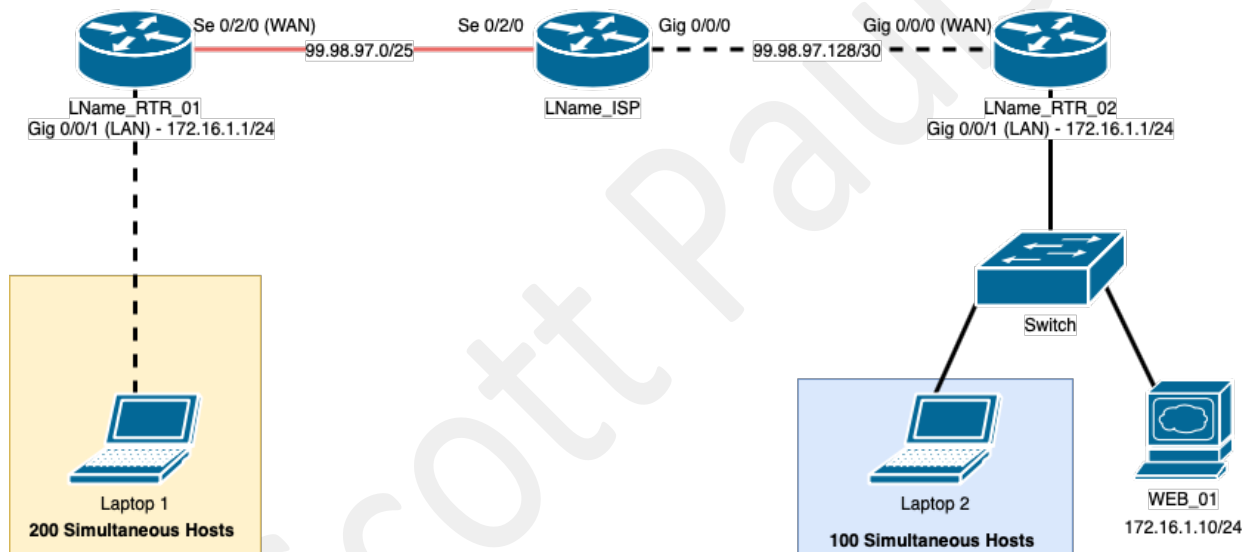 Se 0/2/0 (WAN)
Se 0/2/0
Gig 0/0/0
Gig 0/0/0 (WAN)
99.98.97.0/25
99.98.97.128/30
LName_RTR_01
Gig 0/0/1 (LAN) - 172.16.1.1/24
LName_ISP
LName_RTR_02
Gig 0/0/1 (LAN) - 172.16.1.1/24
Switch
Laptop 1
200 Simultaneous Hosts
Laptop 2
100 Simultaneous Hosts
WEB_01
172.16.1.10/24